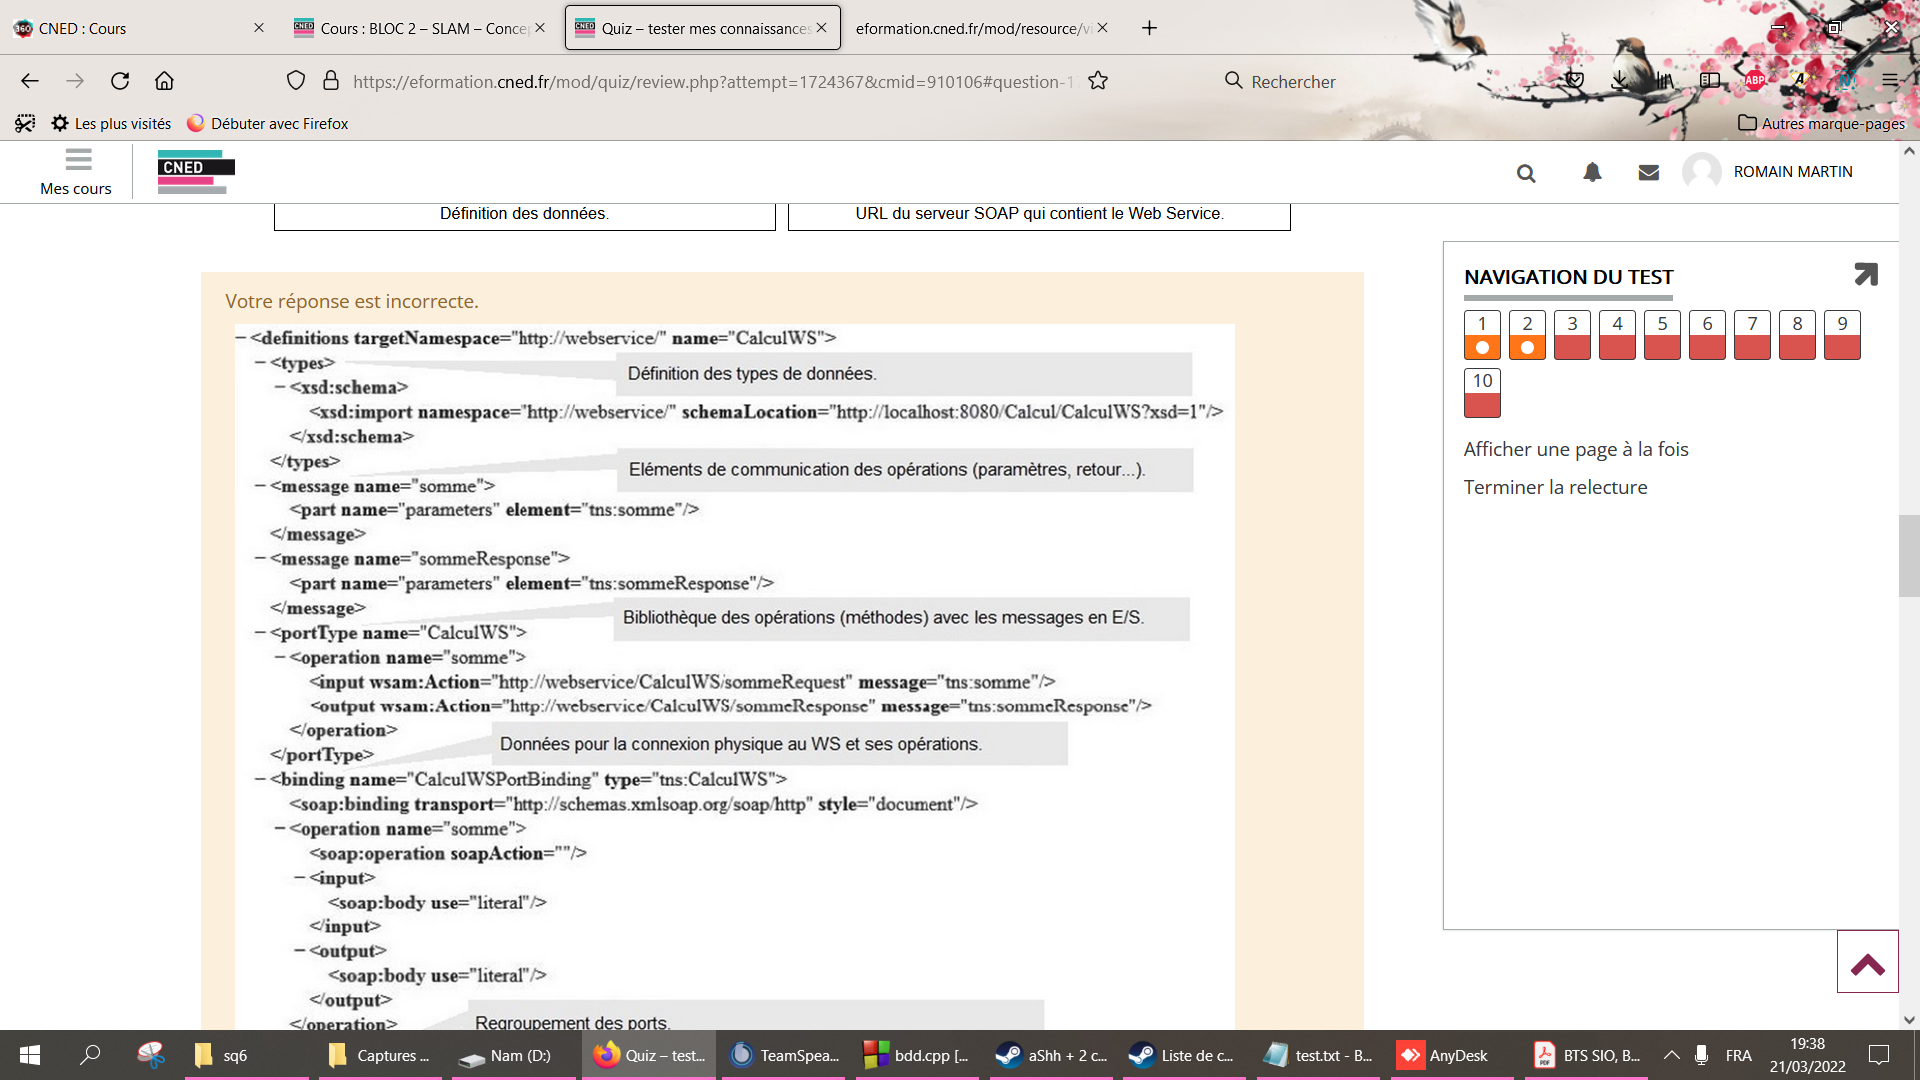 CNED : Cours
Cours : BLOC 2 – SLAM – Concep
Quiz – tester mes connaissances
eformation.cned.fr/mod/resource/vi
https://eformation.cned.fr/mod/quiz/review.php?attempt=1724367&cmid=910106#question-1
Rechercher
ABP
Les plus visités
Débuter avec Firefox
Autres marque-pages
Mes cours
CNED
ROMAIN MARTIN
Définition des données.
URL du serveur SOAP qui contient le Web Service.
NAVIGATION DU TEST
1 2 3 4 5 6 7 8 9
10
Afficher une page à la fois
Terminer la relecture
Votre réponse est incorrecte.
− <definitions targetNamespace="http://webservice/" name="CalculWS">
− <types>
Définition des types de données.
− <xsd:schema>
<xsd:import namespace="http://webservice/" schemaLocation="http://localhost:8080/Calcul/CalculWS?xsd=1"/>
</xsd:schema>
</types>
Eléments de communication des opérations (paramètres, retour...).
− <message name="somme">
<part name="parameters" element="tns:somme"/>
</message>
− <message name="sommeResponse">
<part name="parameters" element="tns:sommeResponse"/>
</message>
Bibliothèque des opérations (méthodes) avec les messages en E/S.
− <portType name="CalculWS">
− <operation name="somme">
<input wsam:Action="http://webservice/CalculWS/sommeRequest" message="tns:somme"/>
<output wsam:Action="http://webservice/CalculWS/sommeResponse" message="tns:sommeResponse"/>
</operation>
Données pour la connexion physique au WS et ses opérations.
</portType>
− <binding name="CalculWSPortBinding" type="tns:CalculWS">
<soap:binding transport="http://schemas.xmlsoap.org/soap/http" style="document"/>
− <operation name="somme">
<soap:operation soapAction=""/>
− <input>
<soap:body use="literal"/>
</input>
− <output>
<soap:body use="literal"/>
</output>
</operation>
Regroupement des ports.
sq6
Captures ...
Nam (D:)
Quiz – test...
TeamSpea...
bdd.cpp [...
aShh + 2 c...
Liste de c...
test.txt - B...
AnyDesk
BTS SIO, B...
FRA
19:38
21/03/2022